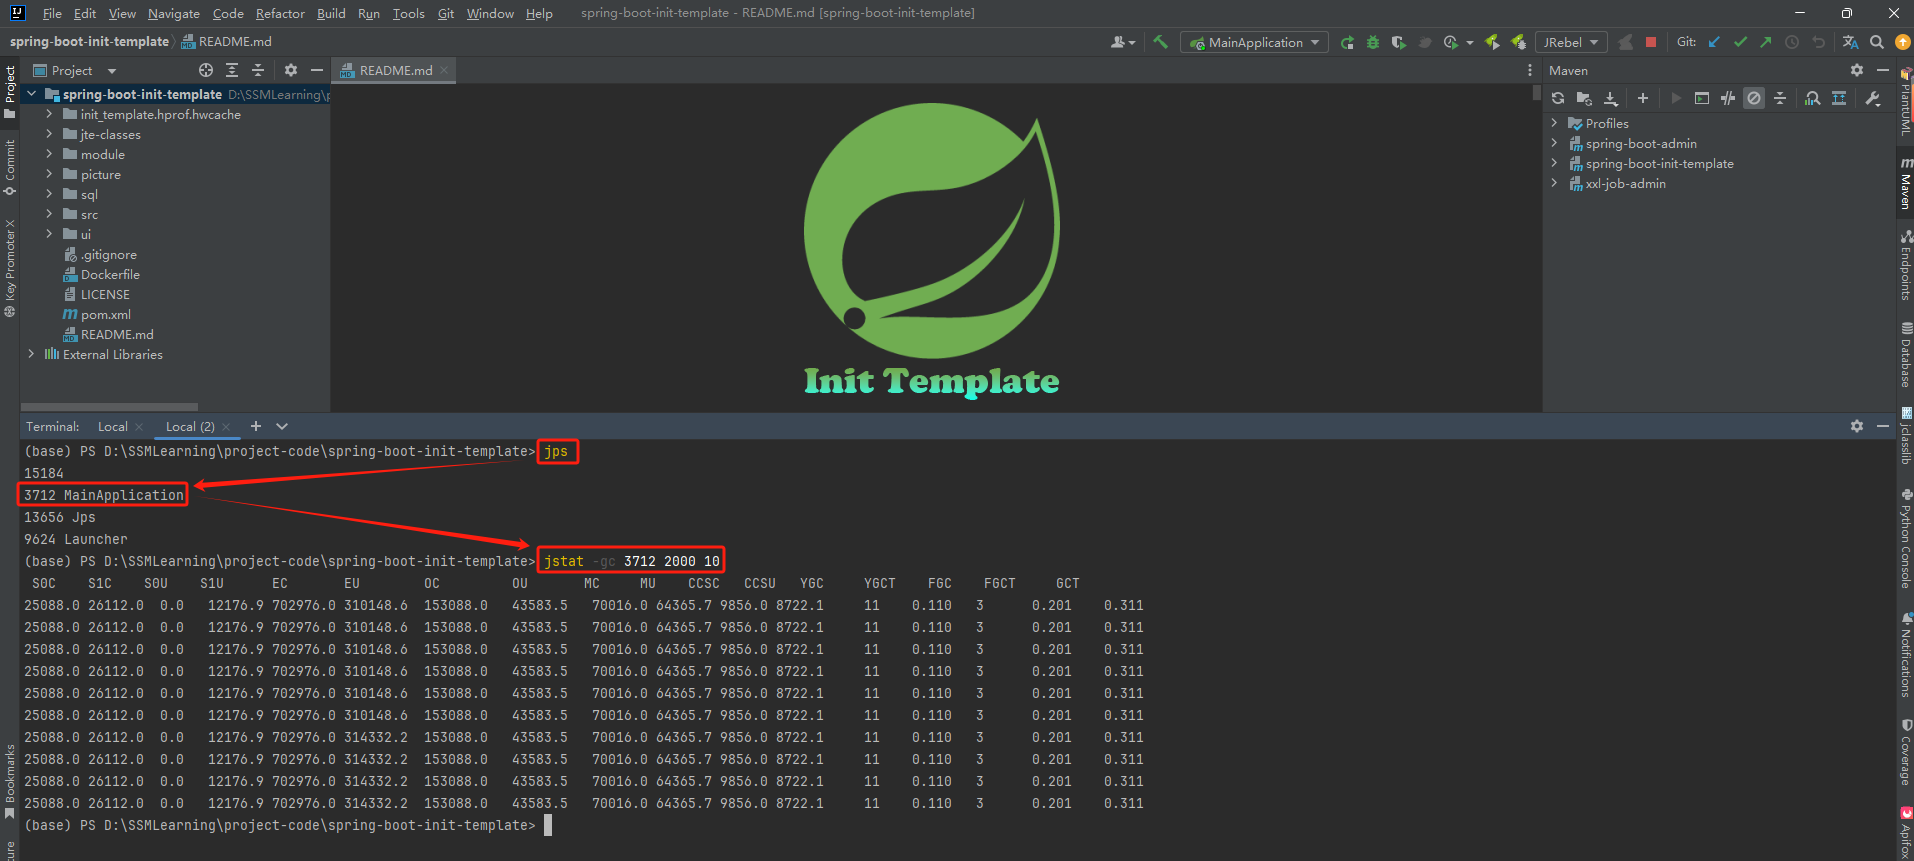 File Edit View Navigate Code Refactor Build Run Tools Git Window Help spring-boot-init-template - README.md [spring-boot-init-template]
spring-boot-init-template README.md MainApplication JRebel Git:
Project README.md Maven
spring-boot-init-template D:\SSMLearning\p
init_template.hprof.hwcache
jte-classes
module
picture
sql
src
ui
.gitignore
Dockerfile
LICENSE
pom.xml
README.md
External Libraries
Init Template
Profiles
spring-boot-admin
spring-boot-init-template
xxl-job-admin
Project
Commit
Key Promoter X
Bookmarks
PlantUML
Maven
Endpoints
Database
jclasslib
Python Console
Notifications
Coverage
Apifox
Terminal: Local Local (2)
(base) PS D:\SSMLearning\project-code\spring-boot-init-template> jps
15184
3712 MainApplication
13656 Jps
9624 Launcher
(base) PS D:\SSMLearning\project-code\spring-boot-init-template> jstat -gc 3712 2000 10
S0C S1C S0U S1U EC EU OC OU MC MU CCSC CCSU YGC YGCT FGC FGCT GCT
25088.0 26112.0 0.0 12176.9 702976.0 310148.6 153088.0 43583.5 70016.0 64365.7 9856.0 8722.1 11 0.110 3 0.201 0.311
25088.0 26112.0 0.0 12176.9 702976.0 310148.6 153088.0 43583.5 70016.0 64365.7 9856.0 8722.1 11 0.110 3 0.201 0.311
25088.0 26112.0 0.0 12176.9 702976.0 310148.6 153088.0 43583.5 70016.0 64365.7 9856.0 8722.1 11 0.110 3 0.201 0.311
25088.0 26112.0 0.0 12176.9 702976.0 310148.6 153088.0 43583.5 70016.0 64365.7 9856.0 8722.1 11 0.110 3 0.201 0.311
25088.0 26112.0 0.0 12176.9 702976.0 310148.6 153088.0 43583.5 70016.0 64365.7 9856.0 8722.1 11 0.110 3 0.201 0.311
25088.0 26112.0 0.0 12176.9 702976.0 310148.6 153088.0 43583.5 70016.0 64365.7 9856.0 8722.1 11 0.110 3 0.201 0.311
25088.0 26112.0 0.0 12176.9 702976.0 314332.2 153088.0 43583.5 70016.0 64365.7 9856.0 8722.1 11 0.110 3 0.201 0.311
25088.0 26112.0 0.0 12176.9 702976.0 314332.2 153088.0 43583.5 70016.0 64365.7 9856.0 8722.1 11 0.110 3 0.201 0.311
25088.0 26112.0 0.0 12176.9 702976.0 314332.2 153088.0 43583.5 70016.0 64365.7 9856.0 8722.1 11 0.110 3 0.201 0.311
25088.0 26112.0 0.0 12176.9 702976.0 314332.2 153088.0 43583.5 70016.0 64365.7 9856.0 8722.1 11 0.110 3 0.201 0.311
(base) PS D:\SSMLearning\project-code\spring-boot-init-template>